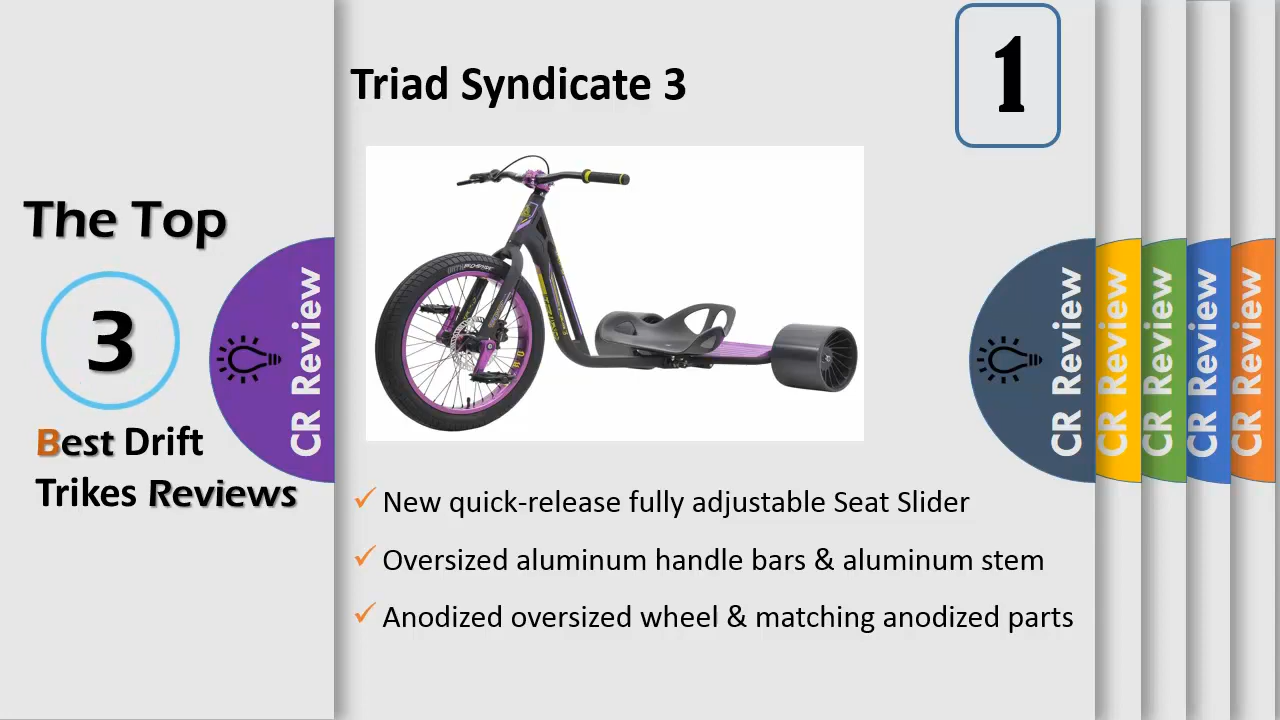 Triad Syndicate 3
1
The Top
3
Best Drift
Trikes Reviews
CR Review
CR Review
CR Review
CR Review
CR Review
CR Review
✓ New quick-release fully adjustable Seat Slider
✓ Oversized aluminum handle bars & aluminum stem
✓ Anodized oversized wheel & matching anodized parts